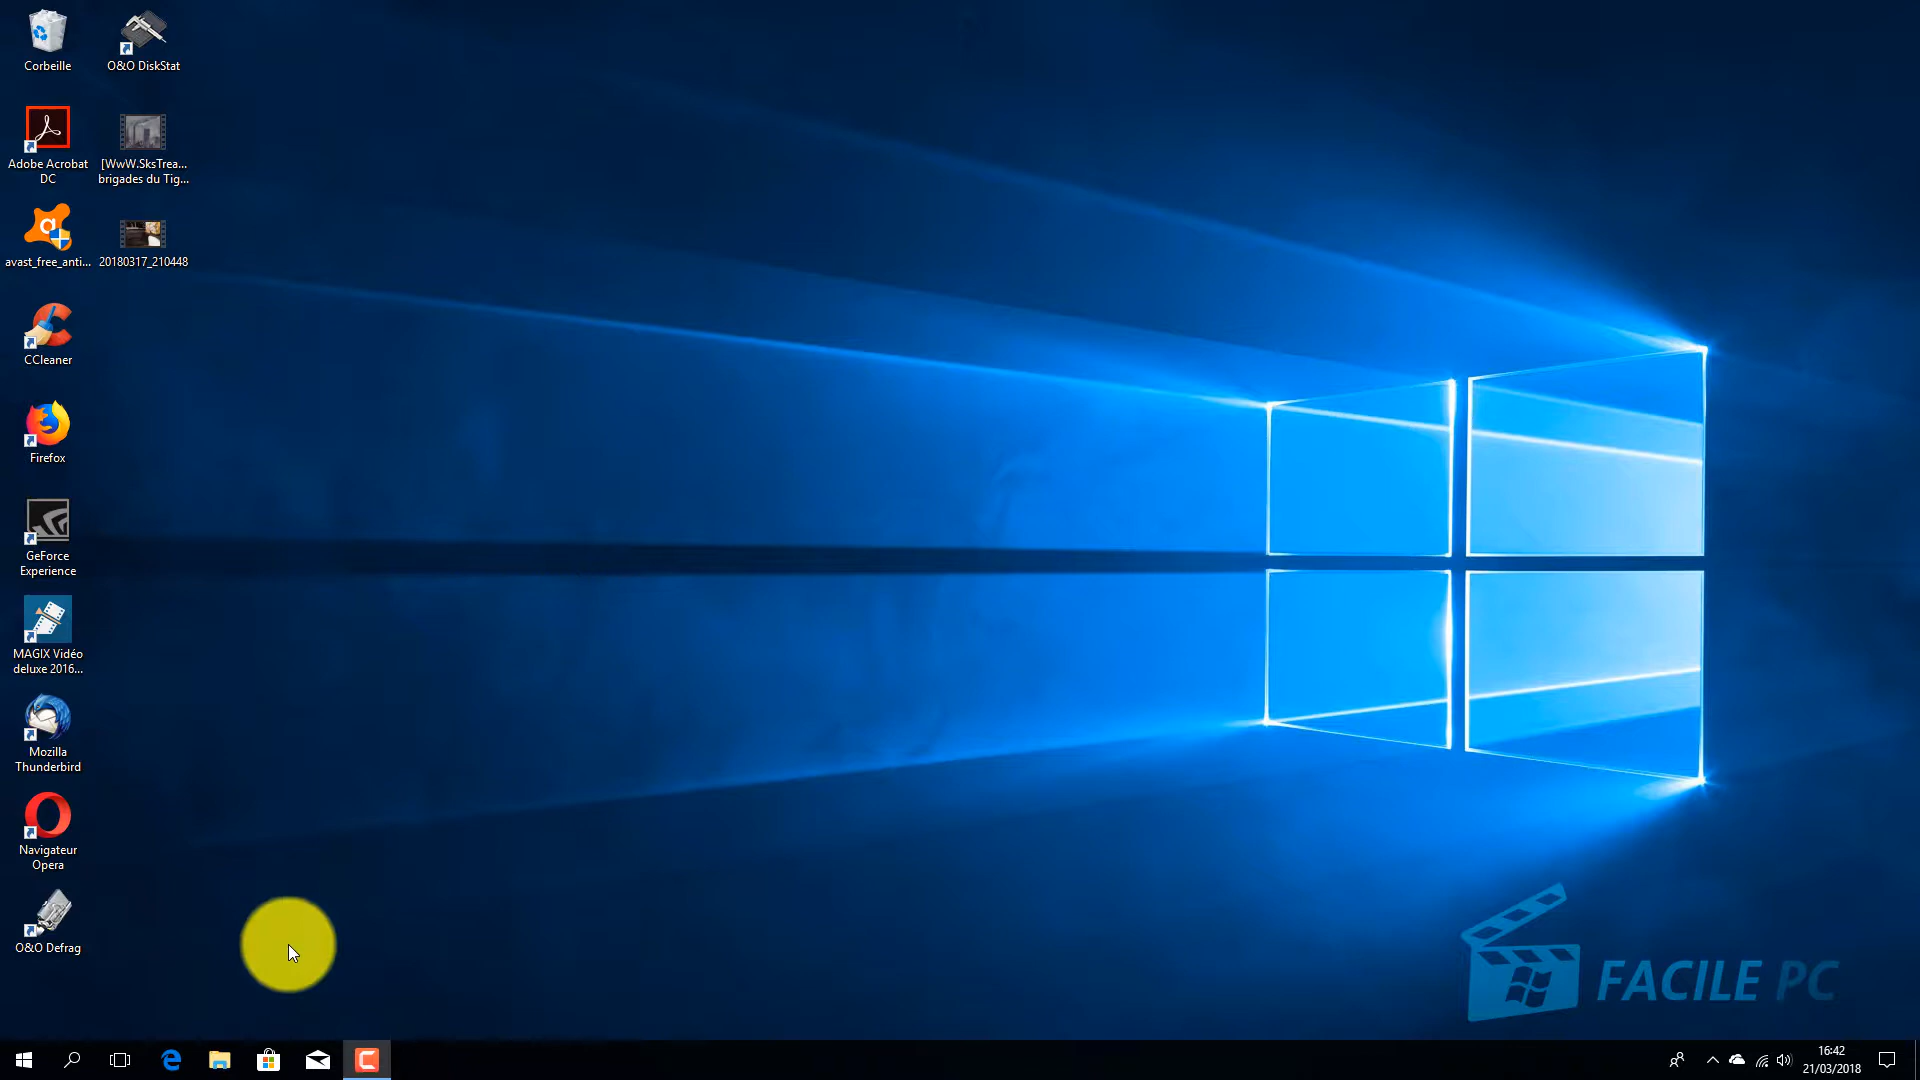 Corbeille
O&O DiskStat
Adobe Acrobat
DC
[WwW.SksTrea...
brigades du Tig...
avast_free_anti...
20180317_210448
CCleaner
Firefox
GeForce
Experience
MAGIX Vidéo
deluxe 2016...
Mozilla
Thunderbird
Navigateur
Opera
O&O Defrag
FACILE PC
16:42
21/03/2018